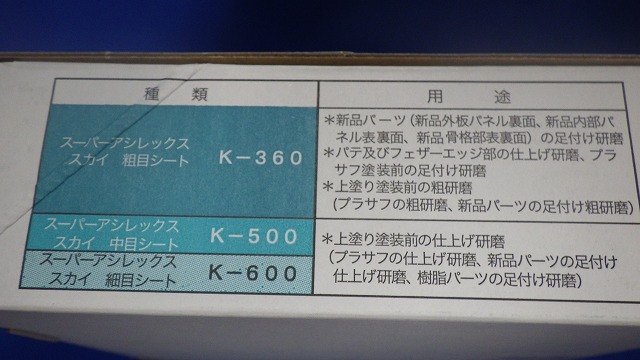 種類
用途
スーパーアシレックス
スカイ 粗目シート K－360
＊新品パーツ（新品外板パネル裏面、新品内部パ
ネル表裏面、新品骨格部表裏面）の足付け研磨
＊パテ及びフェザーエッジ部の仕上げ研磨、プラ
サフ塗装前の足付け研磨
＊上塗り塗装前の粗研磨
（プラサフの粗研磨、新品パーツの足付け粗研磨）
スーパーアシレックス
スカイ 中目シート K－500
スーパーアシレックス
スカイ 細目シート K－600
＊上塗り塗装前の仕上げ研磨
（プラサフの仕上げ研磨、新品パーツの足付け
仕上げ研磨、樹脂パーツの足付け研磨）